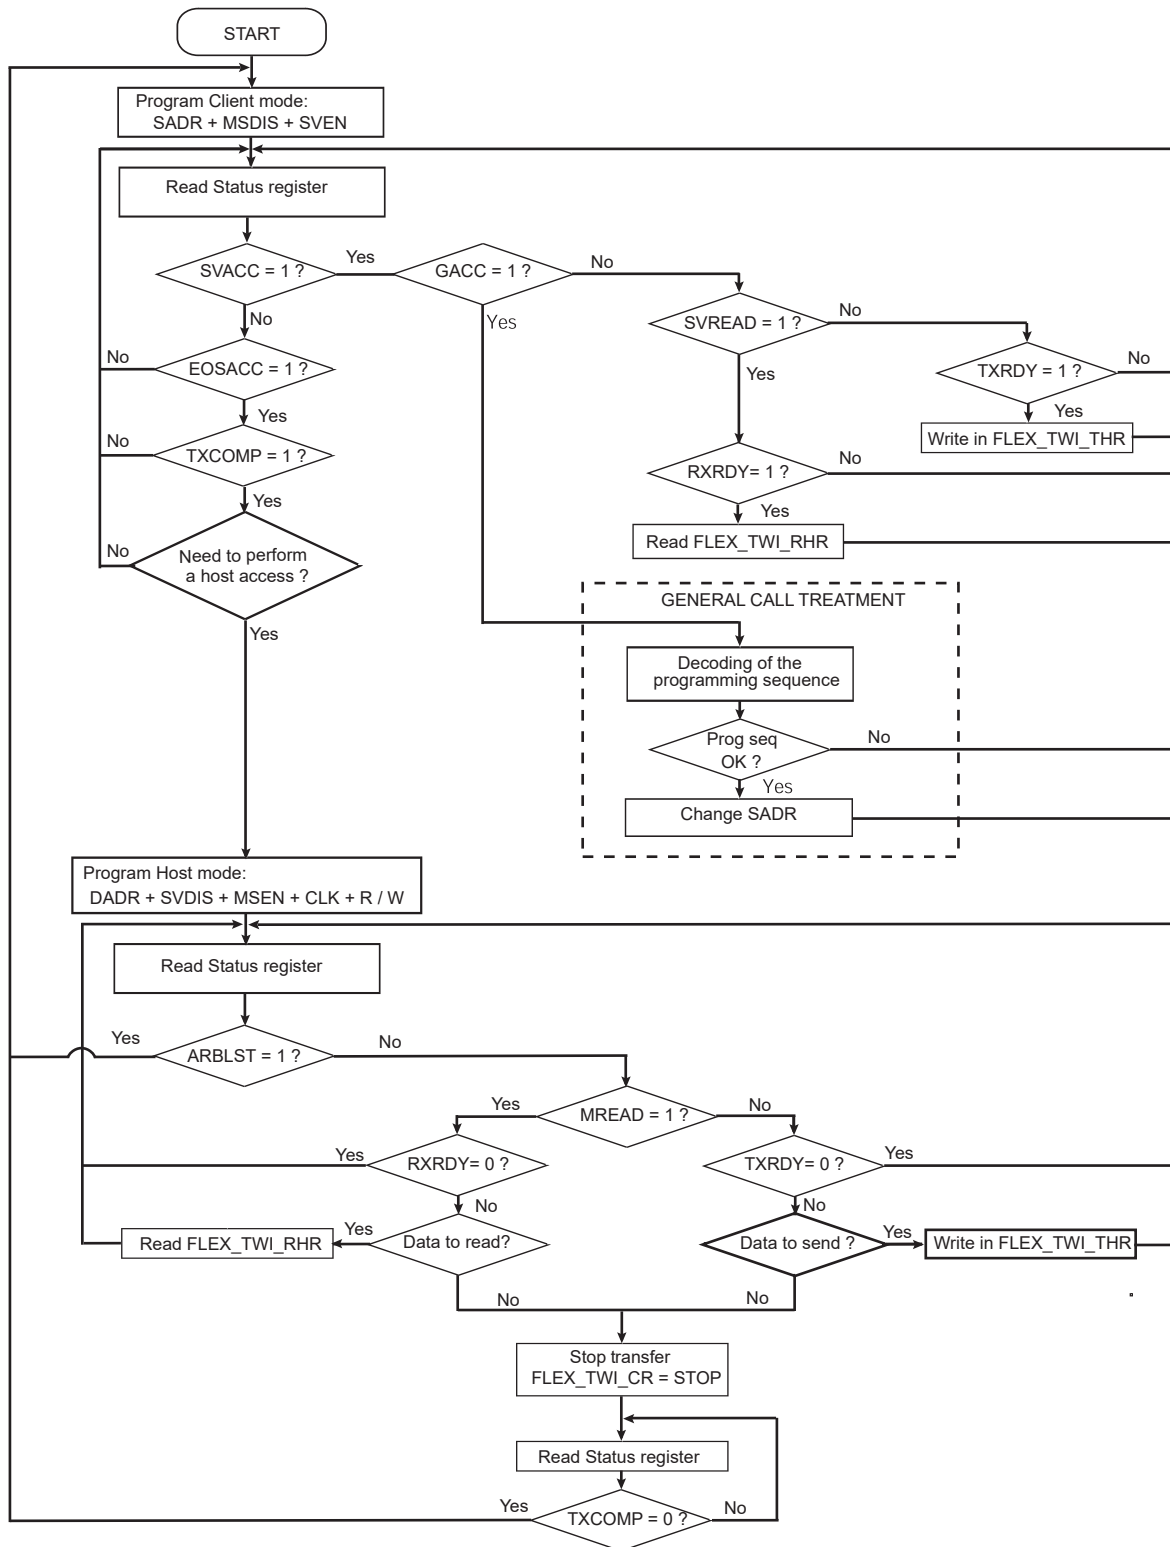 START
Program Client mode:
SADR + MSDIS + SVEN
Read Status register
SVACC = 1 ?
Yes
GACC = 1 ?
No
SVREAD = 1 ?
No
No
Yes
EOSACC = 1 ?
No
TXRDY = 1 ?
No
Yes
Yes
Yes
Write in FLEX_TWI_THR
TXCOMP = 1 ?
No
RXRDY= 1 ?
No
Yes
Yes
Read FLEX_TWI_RHR
Need to perform
a host access ?
No
Yes
GENERAL CALL TREATMENT
Decoding of the
programming sequence
Prog seq
OK ?
No
Yes
Change SADR
Program Host mode:
DADR + SVDIS + MSEN + CLK + R / W
Read Status register
Yes
ARBLST = 1 ?
No
Yes
MREAD = 1 ?
No
Yes
RXRDY= 0 ?
TXRDY= 0 ?
Yes
No
No
Read FLEX_TWI_RHR
Yes
Data to read?
Data to send ?
Yes
Write in FLEX_TWI_THR
No
No
Stop transfer
FLEX_TWI_CR = STOP
Read Status register
Yes
TXCOMP = 0 ?
No